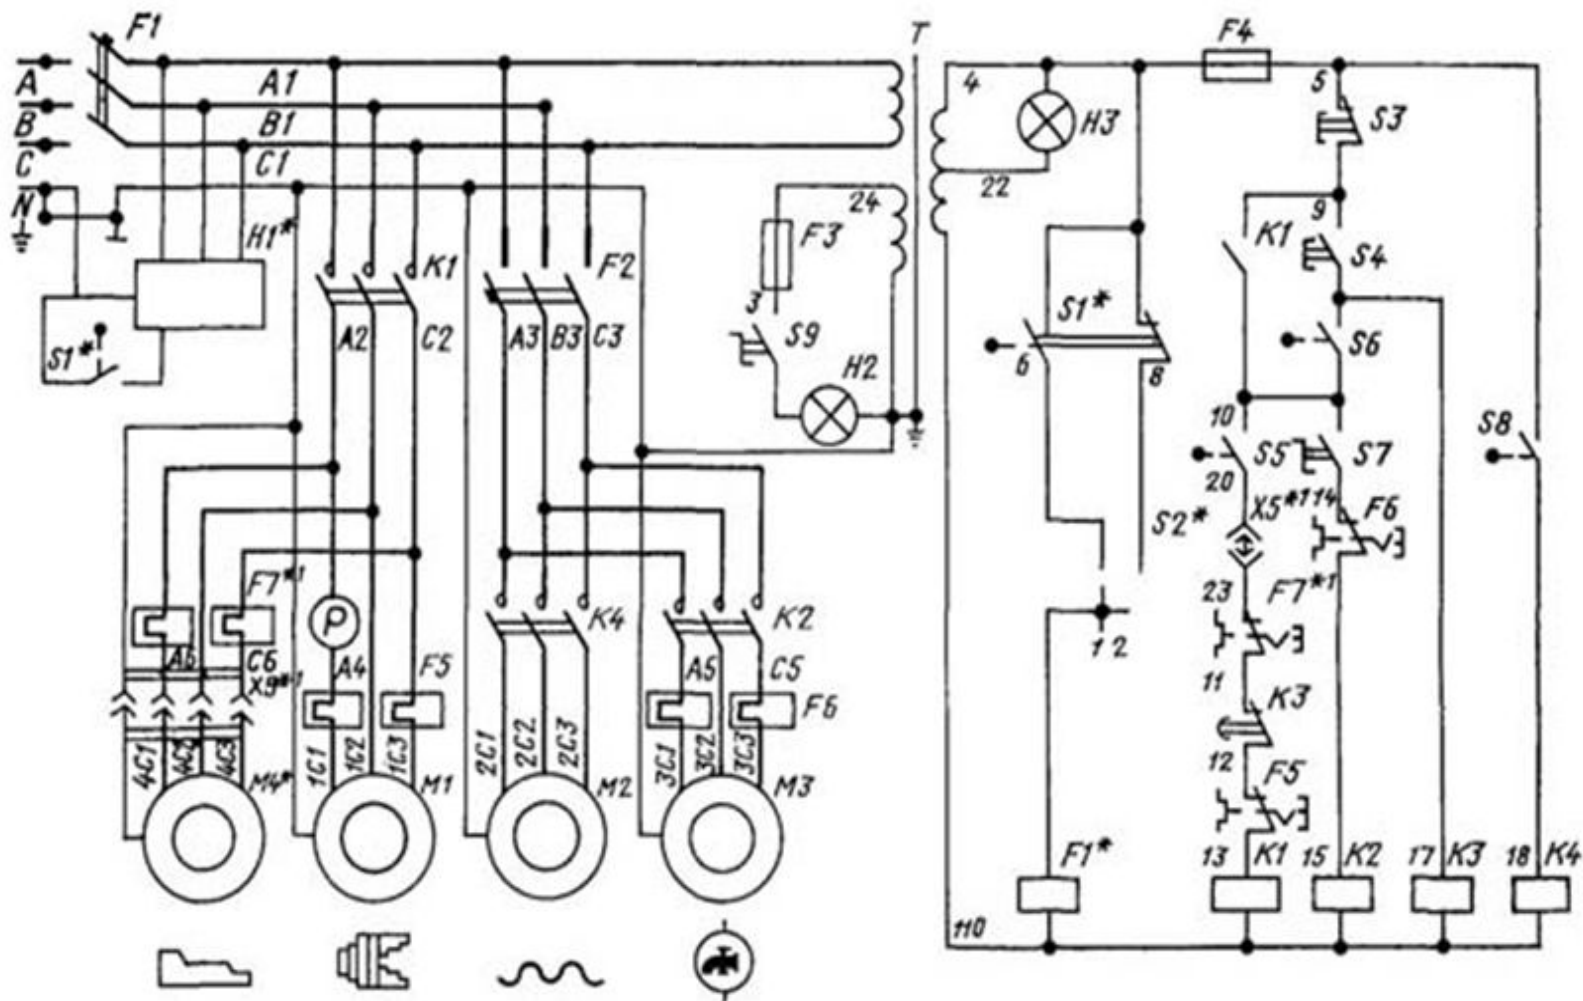 F1
A
A1
B
B1
C
C1
N
H1*
S1*
K1
A2
C2
F2
A3
B3
C3
T
24
F3
3
S9
H2
F7*1
A6
C6
X9*1
P
A4
F5
K4
K2
A5
C5
F6
4C1
4C2
4C3
M4*
1C1
1C2
1C3
M1
2C1
2C2
2C3
M2
3C1
3C2
3C3
M3
4
H3
22
F4
5
S3
9
K1
S4
S1*
6
8
S6
10
S5
S7
S8
20
S2*
X5*1
14
F6
23
F7*1
1 2
11
K3
12
F5
F1*
13
K1
15
K2
17
K3
18
K4
110